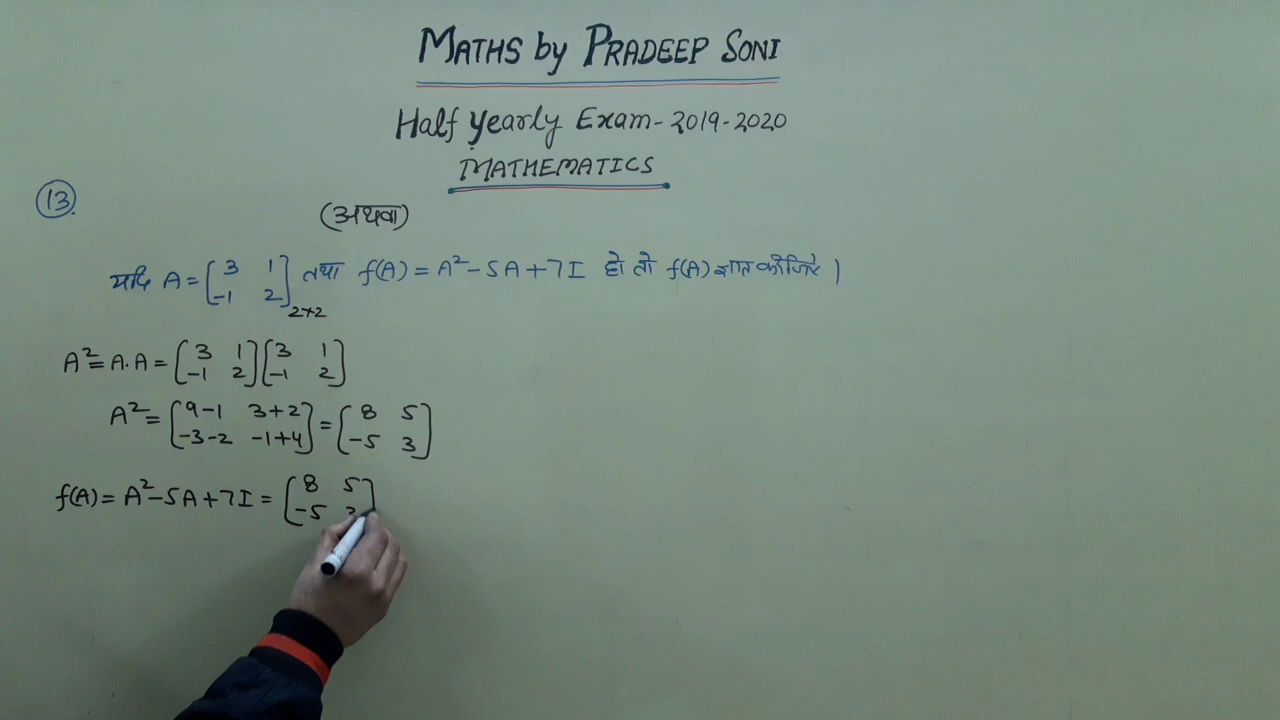 MATHS by PRADEEP SONI
Half Yearly Exam - 2019-2020
MATHEMATICS
13.
(अथवा)
यदि A = [3 1 -1 2]2×2 तथा f(A) = A² - 5A + 7I हो तो f(A) ज्ञात कीजिए ।
A² = A.A = [3 1 -1 2] [3 1 -1 2]
A² = [9-1 3+2 -3-2 -1+4] = [8 5 -5 3]
f(A) = A² - 5A + 7I = [8 5 -5